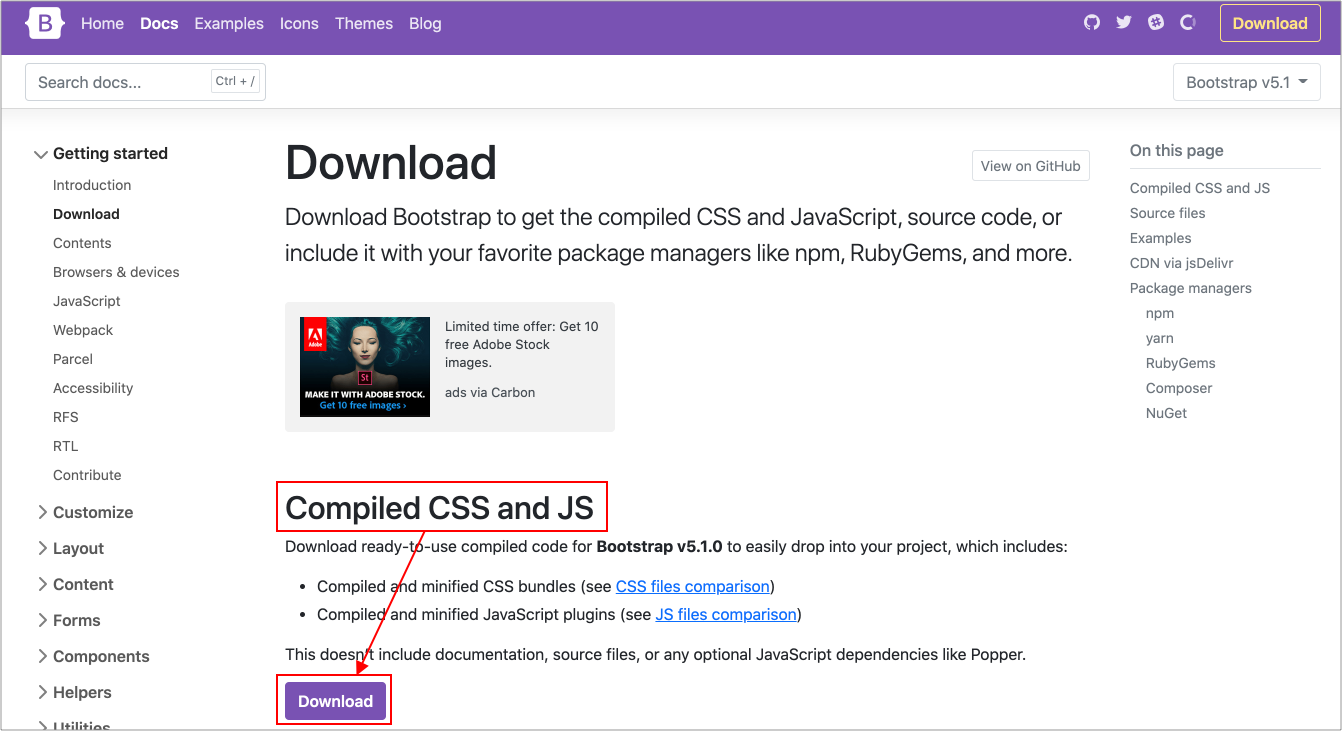 B Home Docs Examples Icons Themes Blog Download
Search docs... Ctrl + /
Bootstrap v5.1
Getting started
Introduction
Download
Contents
Browsers & devices
JavaScript
Webpack
Parcel
Accessibility
RFS
RTL
Contribute
Customize
Layout
Content
Forms
Components
Helpers
Utilities
Download
View on GitHub
Download Bootstrap to get the compiled CSS and JavaScript, source code, or
include it with your favorite package managers like npm, RubyGems, and more.
Adobe
St
MAKE IT WITH ADOBE STOCK.
Get 10 free images ›
Limited time offer: Get 10
free Adobe Stock
images.
ads via Carbon
Compiled CSS and JS
Download ready-to-use compiled code for Bootstrap v5.1.0 to easily drop into your project, which includes:
• Compiled and minified CSS bundles (see CSS files comparison)
• Compiled and minified JavaScript plugins (see JS files comparison)
This doesn't include documentation, source files, or any optional JavaScript dependencies like Popper.
Download
On this page
Compiled CSS and JS
Source files
Examples
CDN via jsDelivr
Package managers
npm
yarn
RubyGems
Composer
NuGet